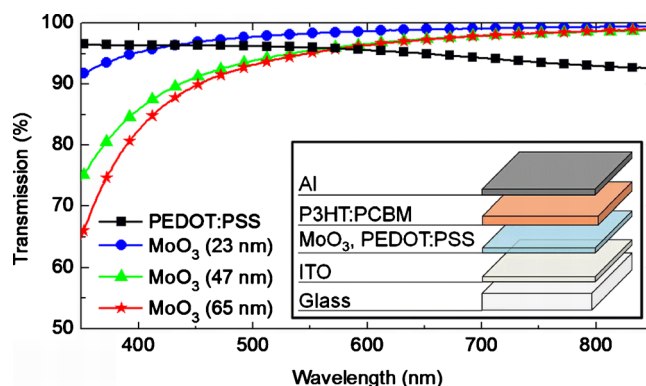 100
90
80
70
60
50
Transmission (%)
PEDOT:PSS
MoO₃ (23 nm)
MoO₃ (47 nm)
MoO₃ (65 nm)
Al
P3HT:PCBM
MoO₃, PEDOT:PSS
ITO
Glass
400 500 600 700 800
Wavelength (nm)